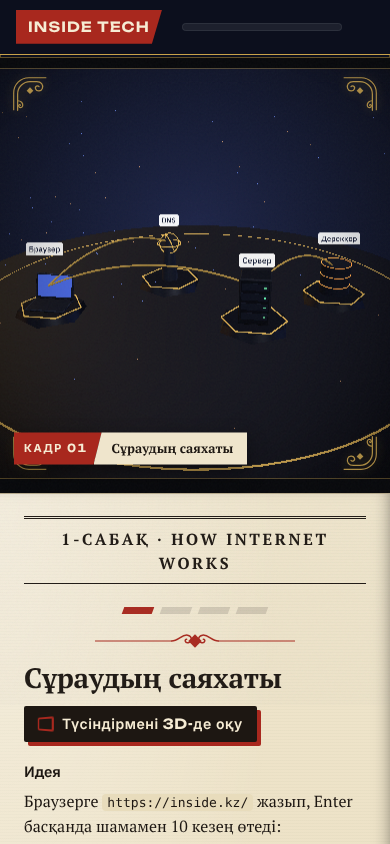 INSIDE TECH
DNS
Браузер
Дерекқор
Сервер
КАДР 01 Сұраудың саяхаты
1-САБАҚ · HOW INTERNET
WORKS
Сұраудың саяхаты
Түсіндірмені 3D-де оқу
Идея
Браузерге https://inside.kz/ жазып, Enter
басқанда шамамен 10 кезең өтеді: